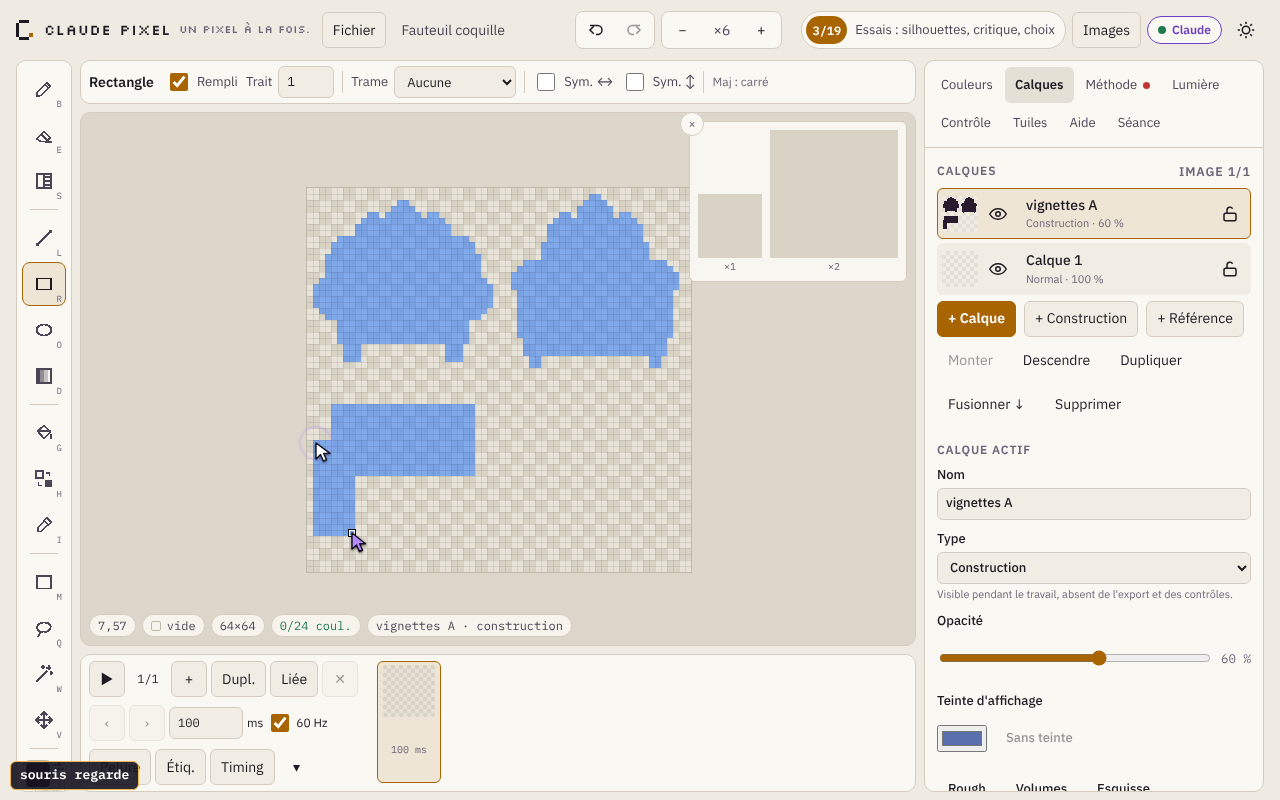 CLAUDE PIXEL
UN PIXEL À LA FOIS.
Fichier
Fauteuil coquille
−
×6
+
3/19
Essais : silhouettes, critique, choix
Images
Claude
Rectangle
Rempli
Trait
1
Trame
Aucune
Sym. ↔
Sym. ↕
Maj : carré
B
E
S
L
R
O
D
G
H
I
M
Q
W
V
×
×1
×2
7,57
vide
64×64
0/24 coul.
vignettes A · construction
1/1
+
Dupl.
Liée
×
‹
›
100
ms
60 Hz
Étiq.
Timing
▼
100 ms
souris regarde
Couleurs
Calques
Méthode
Lumière
Contrôle
Tuiles
Aide
Séance
CALQUES
IMAGE 1/1
vignettes A
Construction · 60 %
Calque 1
Normal · 100 %
+ Calque
+ Construction
+ Référence
Monter
Descendre
Dupliquer
Fusionner ↓
Supprimer
CALQUE ACTIF
Nom
vignettes A
Type
Construction
Visible pendant le travail, absent de l'export et des contrôles.
Opacité
60 %
Teinte d'affichage
Sans teinte
Rough
Volumes
Esquisse